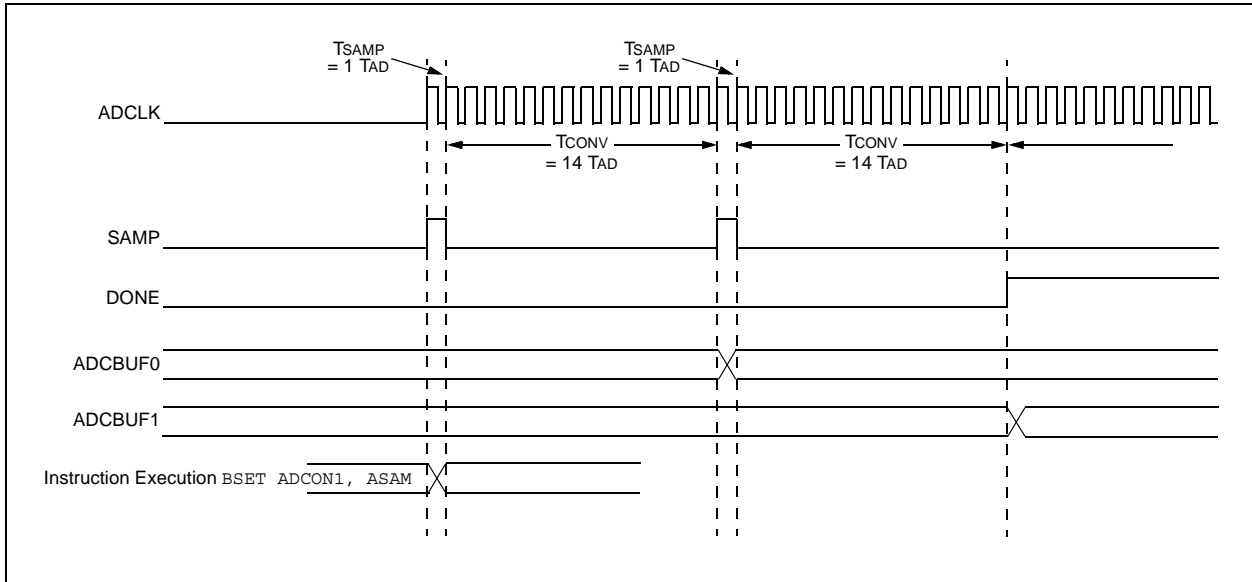 TSAMP
= 1 TAD
TSAMP
= 1 TAD
ADCLK
TCONV
= 14 TAD
TCONV
= 14 TAD
SAMP
DONE
ADCBUF0
ADCBUF1
Instruction Execution BSET ADCON1, ASAM